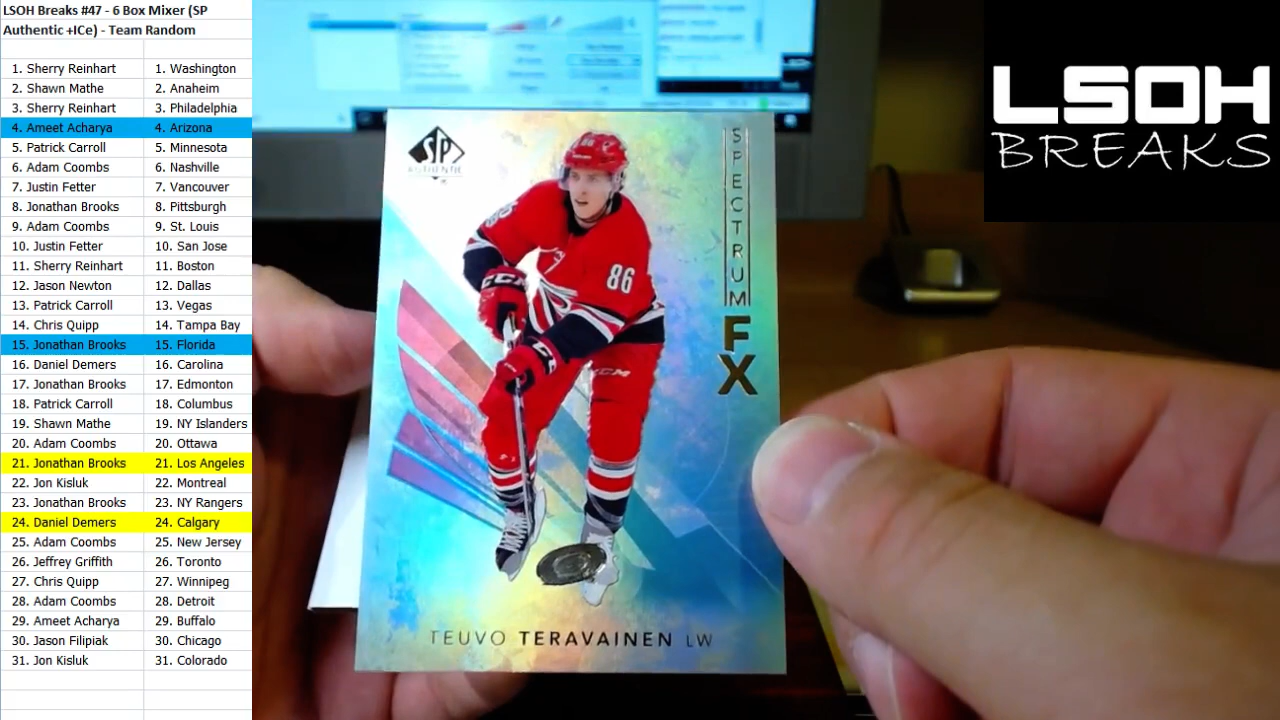 LSOH Breaks #47 - 6 Box Mixer (SP
Authentic +ICe) - Team Random
1. Sherry Reinhart 1. Washington
2. Shawn Mathe 2. Anaheim
3. Sherry Reinhart 3. Philadelphia
4. Ameet Acharya 4. Arizona
5. Patrick Carroll 5. Minnesota
6. Adam Coombs 6. Nashville
7. Justin Fetter 7. Vancouver
8. Jonathan Brooks 8. Pittsburgh
9. Adam Coombs 9. St. Louis
10. Justin Fetter 10. San Jose
11. Sherry Reinhart 11. Boston
12. Jason Newton 12. Dallas
13. Patrick Carroll 13. Vegas
14. Chris Quipp 14. Tampa Bay
15. Jonathan Brooks 15. Florida
16. Daniel Demers 16. Carolina
17. Jonathan Brooks 17. Edmonton
18. Patrick Carroll 18. Columbus
19. Shawn Mathe 19. NY Islanders
20. Adam Coombs 20. Ottawa
21. Jonathan Brooks 21. Los Angeles
22. Jon Kisluk 22. Montreal
23. Jonathan Brooks 23. NY Rangers
24. Daniel Demers 24. Calgary
25. Adam Coombs 25. New Jersey
26. Jeffrey Griffith 26. Toronto
27. Chris Quipp 27. Winnipeg
28. Adam Coombs 28. Detroit
29. Ameet Acharya 29. Buffalo
30. Jason Filipiak 30. Chicago
31. Jon Kisluk 31. Colorado
SP
AUTHENTIC
SPECTRUM
FX
86
86
CCM
CCM
CCM
TEUVO TERAVAINEN LW
LSOH
BREAKS